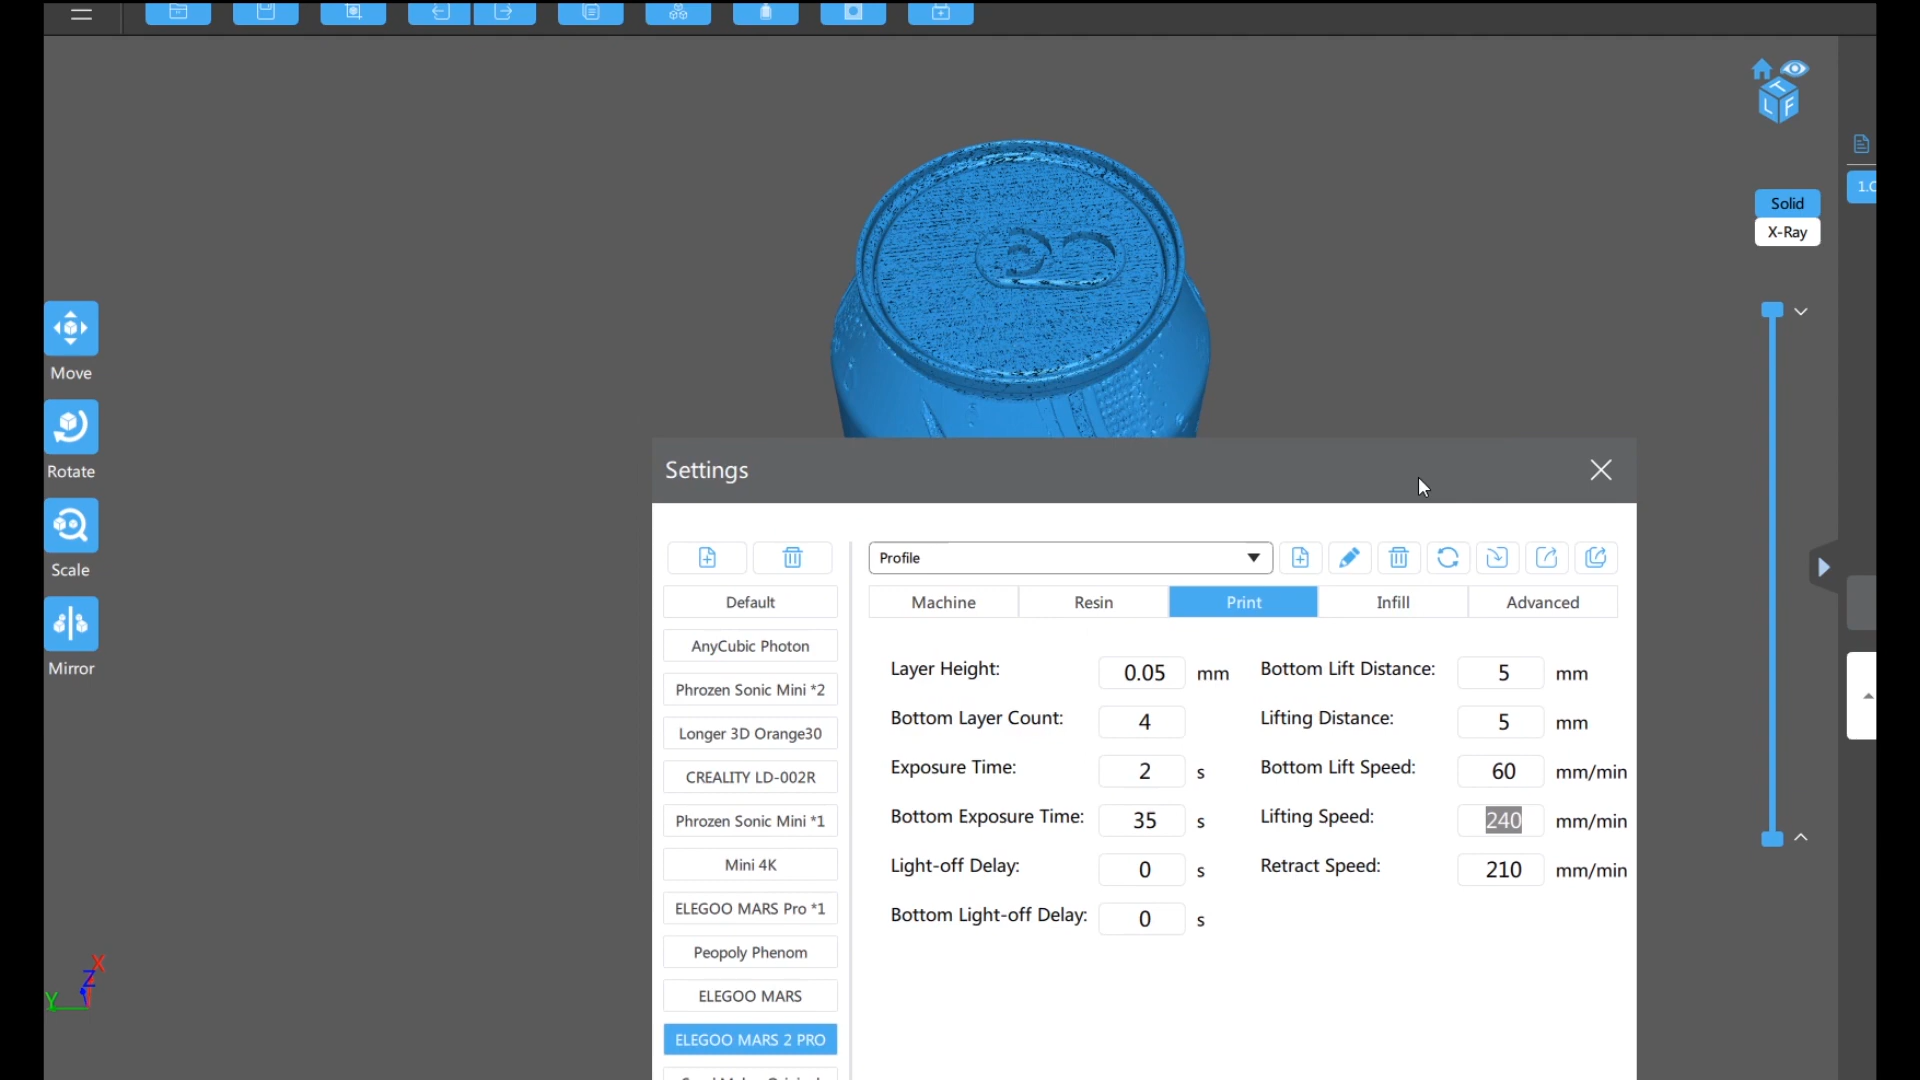 T
L F
Solid
X-Ray
Move
Rotate
Scale
Mirror
X
Z
Y
Settings
Profile
Default
Machine Resin Print Infill Advanced
AnyCubic Photon
Phrozen Sonic Mini *2
Longer 3D Orange30
CREALITY LD-002R
Phrozen Sonic Mini *1
Mini 4K
ELEGOO MARS Pro *1
Peopoly Phenom
ELEGOO MARS
ELEGOO MARS 2 PRO
Layer Height: 0.05 mm Bottom Lift Distance: 5 mm
Bottom Layer Count: 4 Lifting Distance: 5 mm
Exposure Time: 2 s Bottom Lift Speed: 60 mm/min
Bottom Exposure Time: 35 s Lifting Speed: 240 mm/min
Light-off Delay: 0 s Retract Speed: 210 mm/min
Bottom Light-off Delay: 0 s